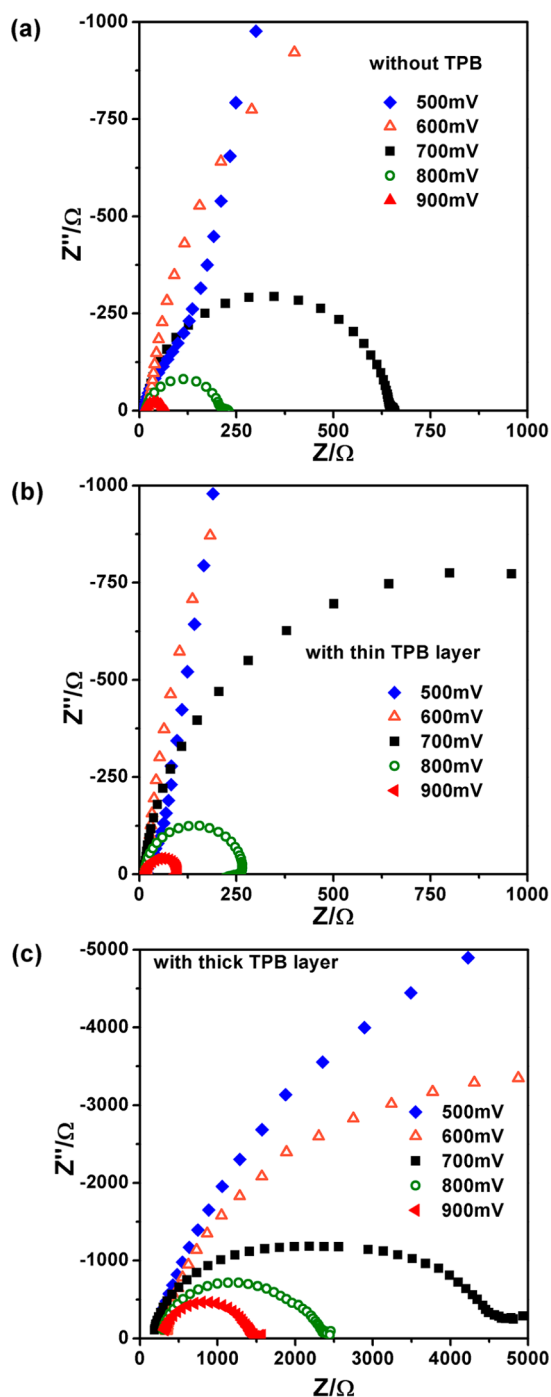 (a)
-1000
-750
-500
-250
0
Z''/Ω
without TPB
500mV
600mV
700mV
800mV
900mV
0 250 500 750 1000
Z/Ω
(b)
-1000
-750
-500
-250
0
Z''/Ω
with thin TPB layer
500mV
600mV
700mV
800mV
900mV
0 250 500 750 1000
Z/Ω
(c)
-5000
-4000
-3000
-2000
-1000
0
Z''/Ω
with thick TPB layer
500mV
600mV
700mV
800mV
900mV
0 1000 2000 3000 4000 5000
Z/Ω